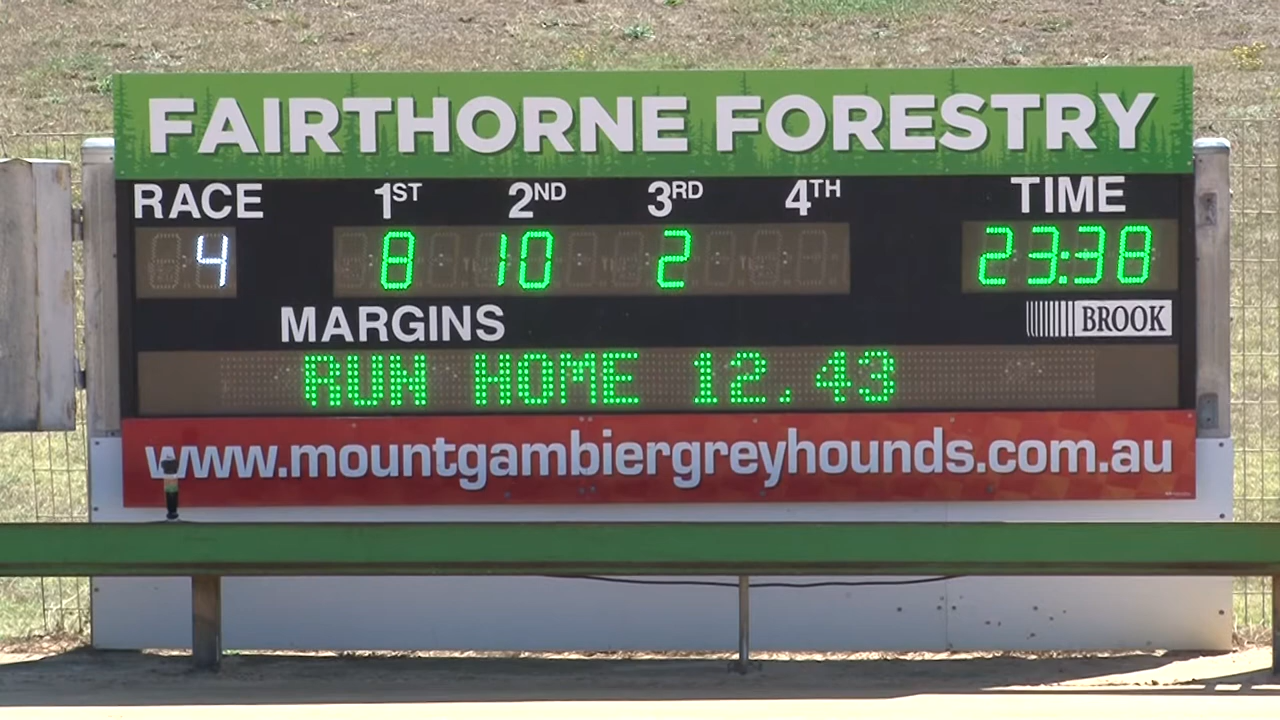 FAIRTHORNE FORESTRY
RACE 1ST 2ND 3RD 4TH TIME
4 8 10 2 23:38
MARGINS BROOK
RUN HOME 12.43
www.mountgambiergreyhounds.com.au